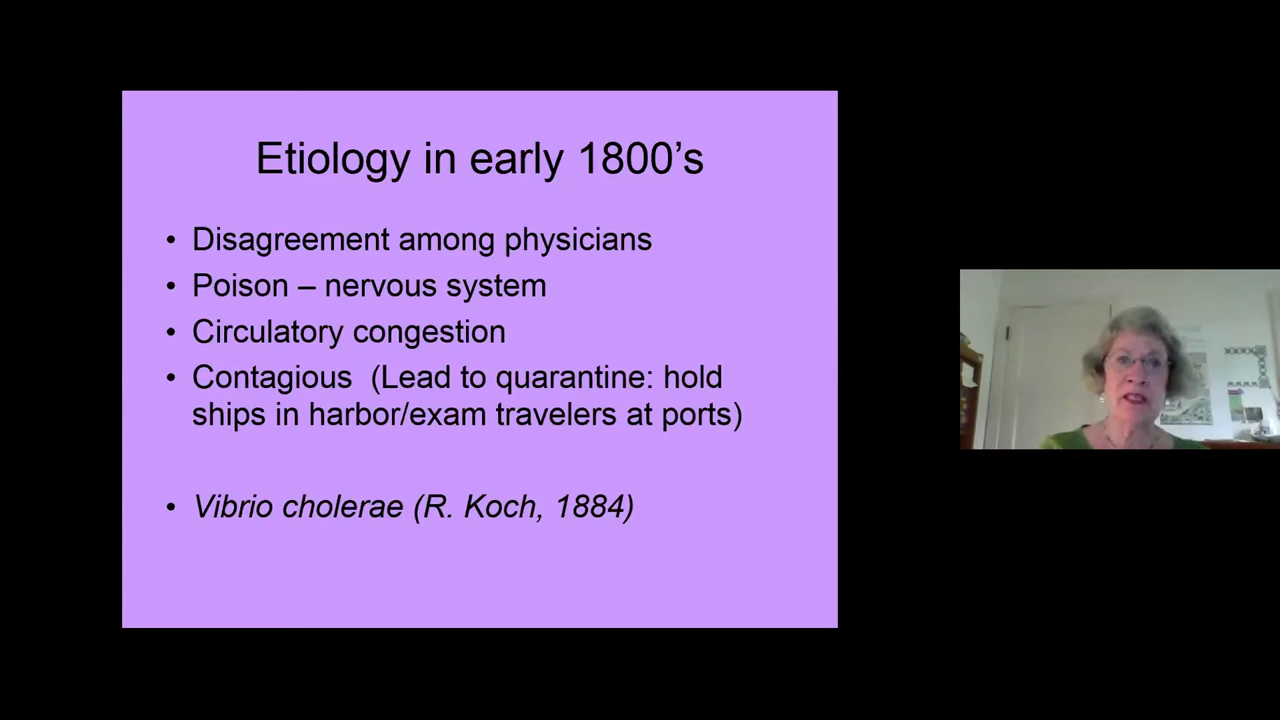 Etiology in early 1800’s
• Disagreement among physicians
• Poison – nervous system
• Circulatory congestion
• Contagious (Lead to quarantine: hold
ships in harbor/exam travelers at ports)
• Vibrio cholerae (R. Koch, 1884)